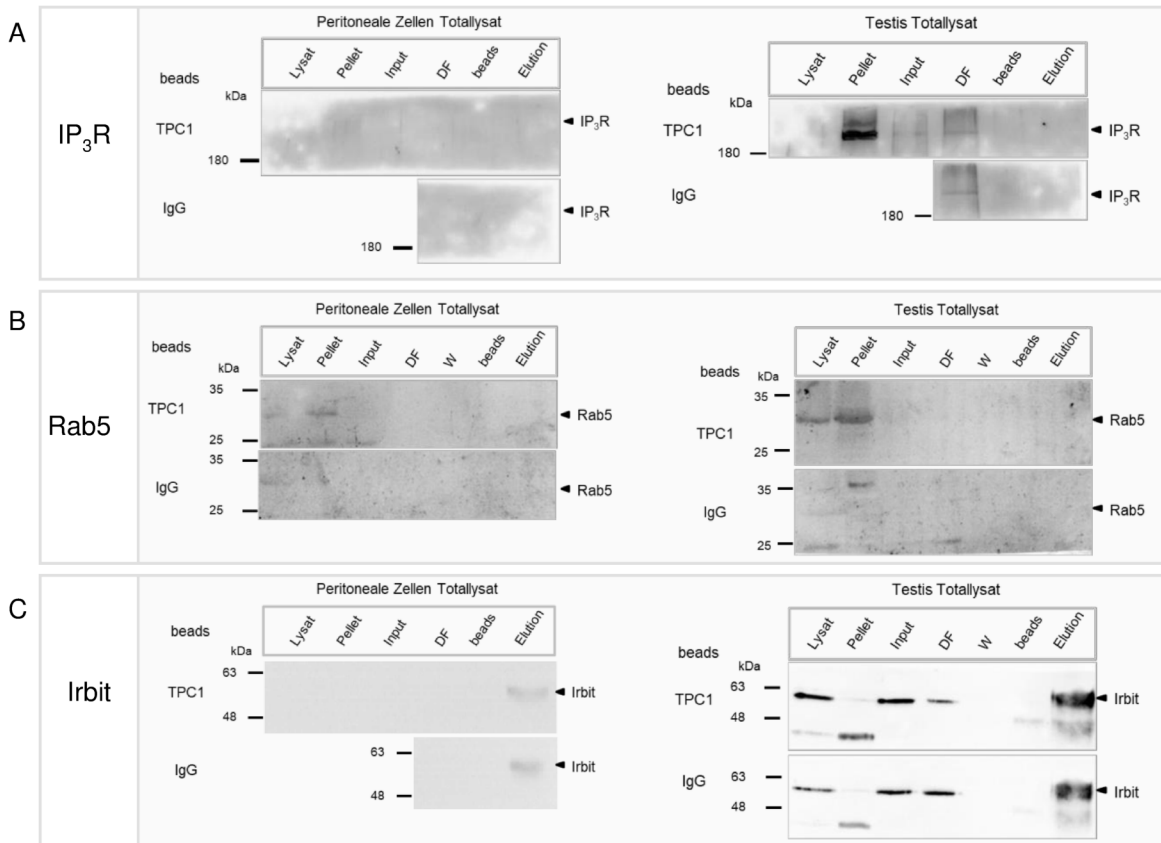 A
IP₃R
Peritoneale Zellen Totallysat
Lysat Pellet Input DF beads Elution
beads
kDa
TPC1
180
◄ IP₃R
IgG
180
◄ IP₃R
Testis Totallysat
Lysat Pellet Input DF beads Elution
beads
kDa
TPC1
180
◄ IP₃R
IgG
180
◄ IP₃R
B
Rab5
Peritoneale Zellen Totallysat
Lysat Pellet Input DF W beads Elution
beads
kDa
35
TPC1
◄ Rab5
25
35
IgG
◄ Rab5
25
Testis Totallysat
Lysat Pellet Input DF W beads Elution
beads
kDa
35
◄ Rab5
TPC1
25
35
◄ Rab5
IgG
25
C
Irbit
Peritoneale Zellen Totallysat
Lysat Pellet Input DF beads Elution
beads
kDa
63
TPC1
◄ Irbit
48
63
IgG
◄ Irbit
48
Testis Totallysat
Lysat Pellet Input DF W beads Elution
beads
kDa
63
TPC1
◄ Irbit
48
63
IgG
◄ Irbit
48